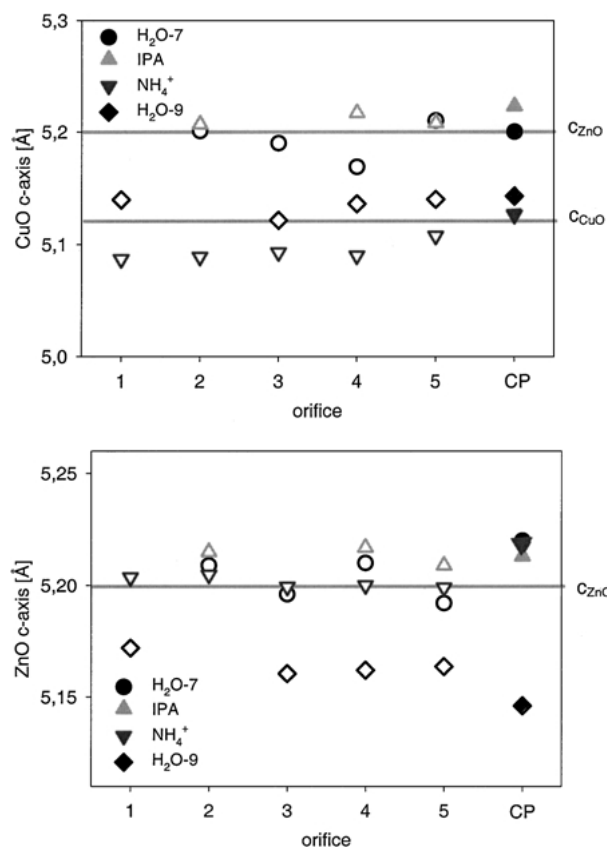 5,3
H₂O-7
IPA
NH₄⁺
H₂O-9
5,2
5,1
5,0
CuO c-axis [Å]
c_ZnO
c_CuO
1 2 3 4 5 CP
orifice
5,25
5,20
5,15
ZnO c-axis [Å]
c_ZnO
H₂O-7
IPA
NH₄⁺
H₂O-9
1 2 3 4 5 CP
orifice